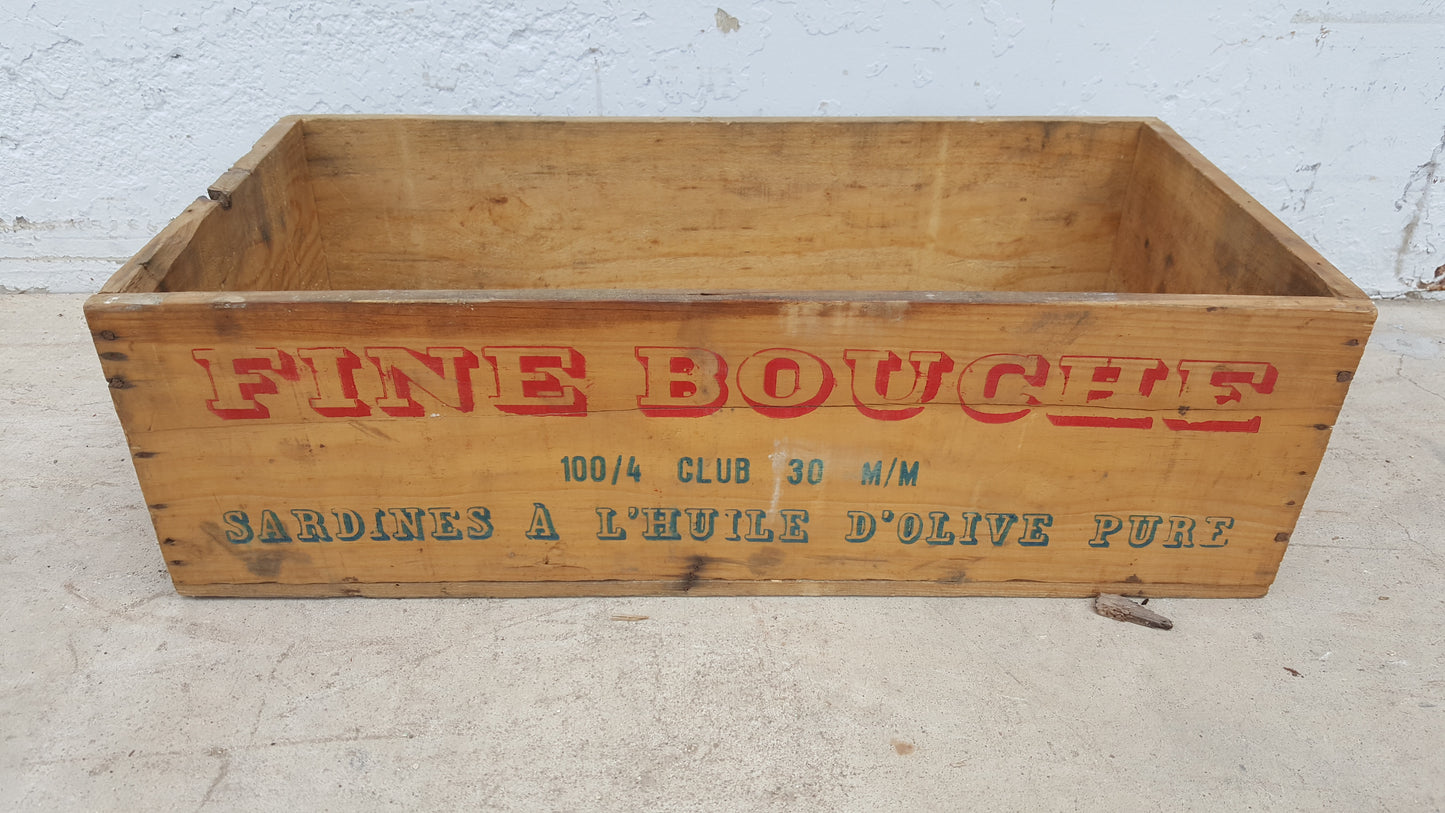 FINE BOUCHE
100/4 CLUB 30 M/M
SARDINES A L'HUILE D'OLIVE PURE